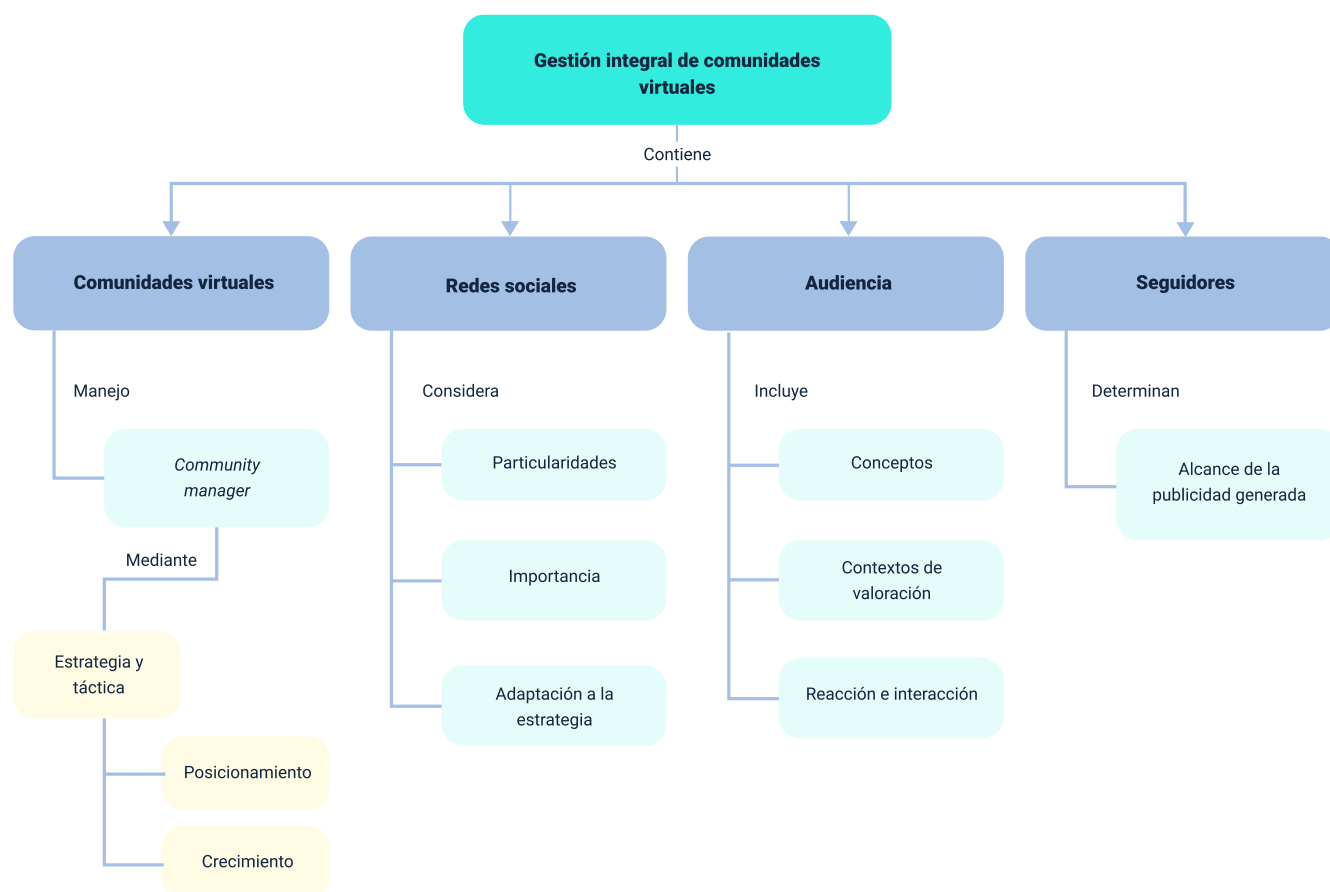 Gestión integral de comunidades
virtuales
Contiene
Comunidades virtuales
Redes sociales
Audiencia
Seguidores
Manejo
Considera
Incluye
Determinan
Community
manager
Particularidades
Conceptos
Alcance de la
publicidad generada
Mediante
Importancia
Contextos de
valoración
Estrategia y
táctica
Adaptación a la
estrategia
Reacción e interacción
Posicionamiento
Crecimiento